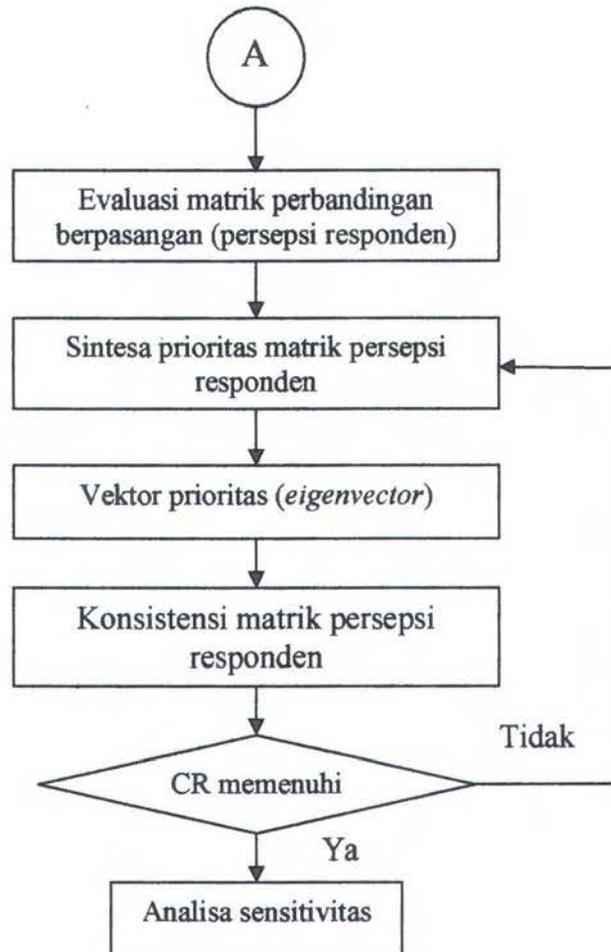 A
Evaluasi matrik perbandingan
berpasangan (persepsi responden)
Sintesa prioritas matrik persepsi
responden
Vektor prioritas (eigenvector)
Konsistensi matrik persepsi
responden
Tidak
CR memenuhi
Ya
Analisa sensitivitas